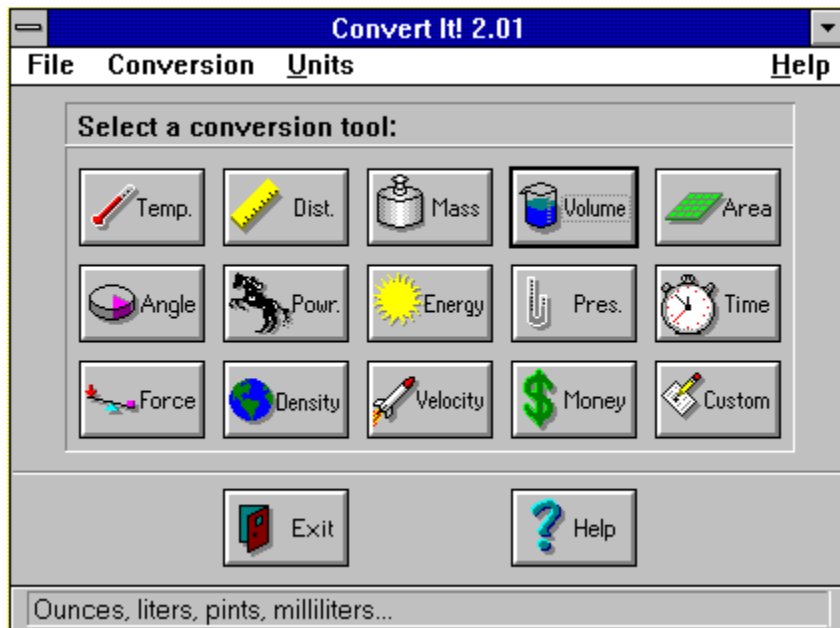 Convert It! 2.01
File Conversion Units Help
Select a conversion tool:
Temp. Dist. Mass Volume Area
Angle Powr. Energy Pres. Time
Force Density Velocity Money Custom
Exit Help
Ounces, liters, pints, milliliters...